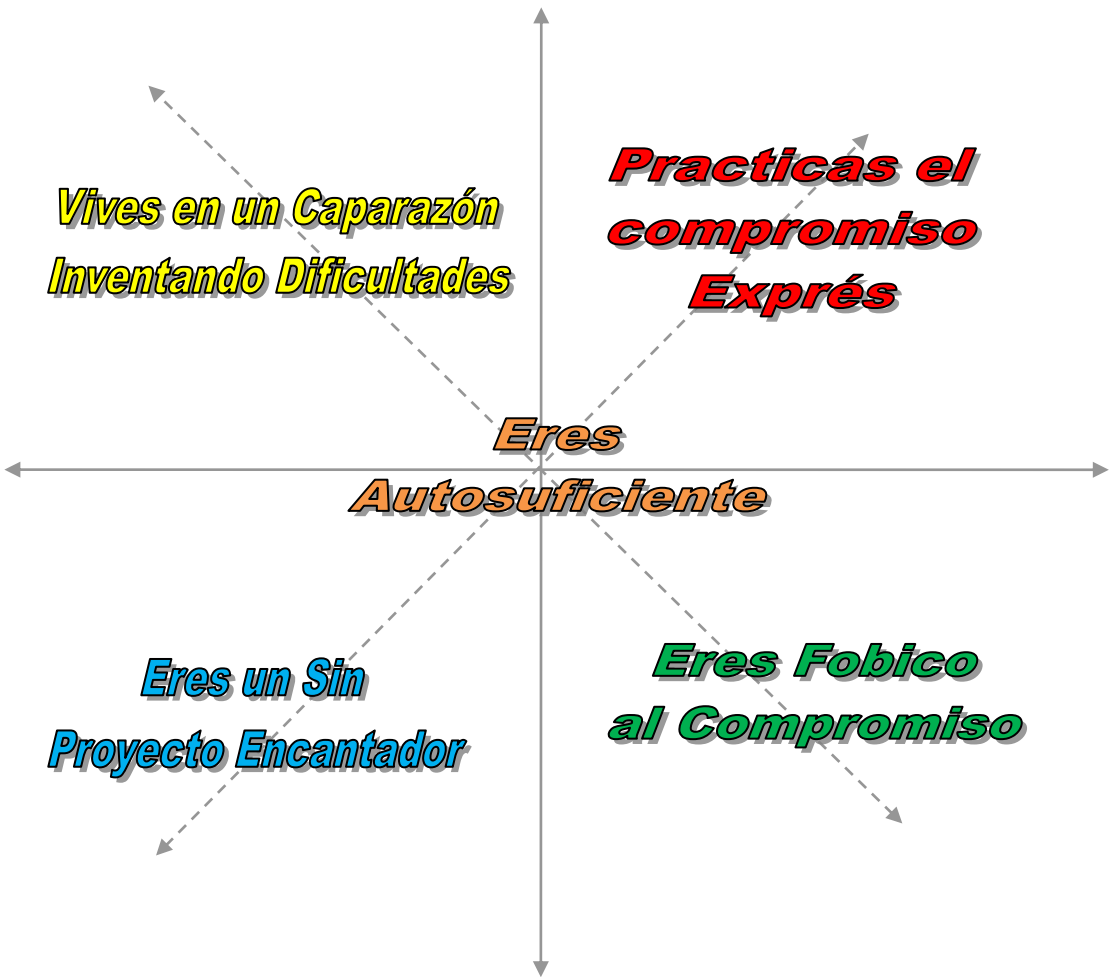 Vives en un Caparazón
Inventando Dificultades
Practicas el
compromiso
Exprés
Eres
Autosuficiente
Eres un Sin
Proyecto Encantador
Eres Fobico
al Compromiso